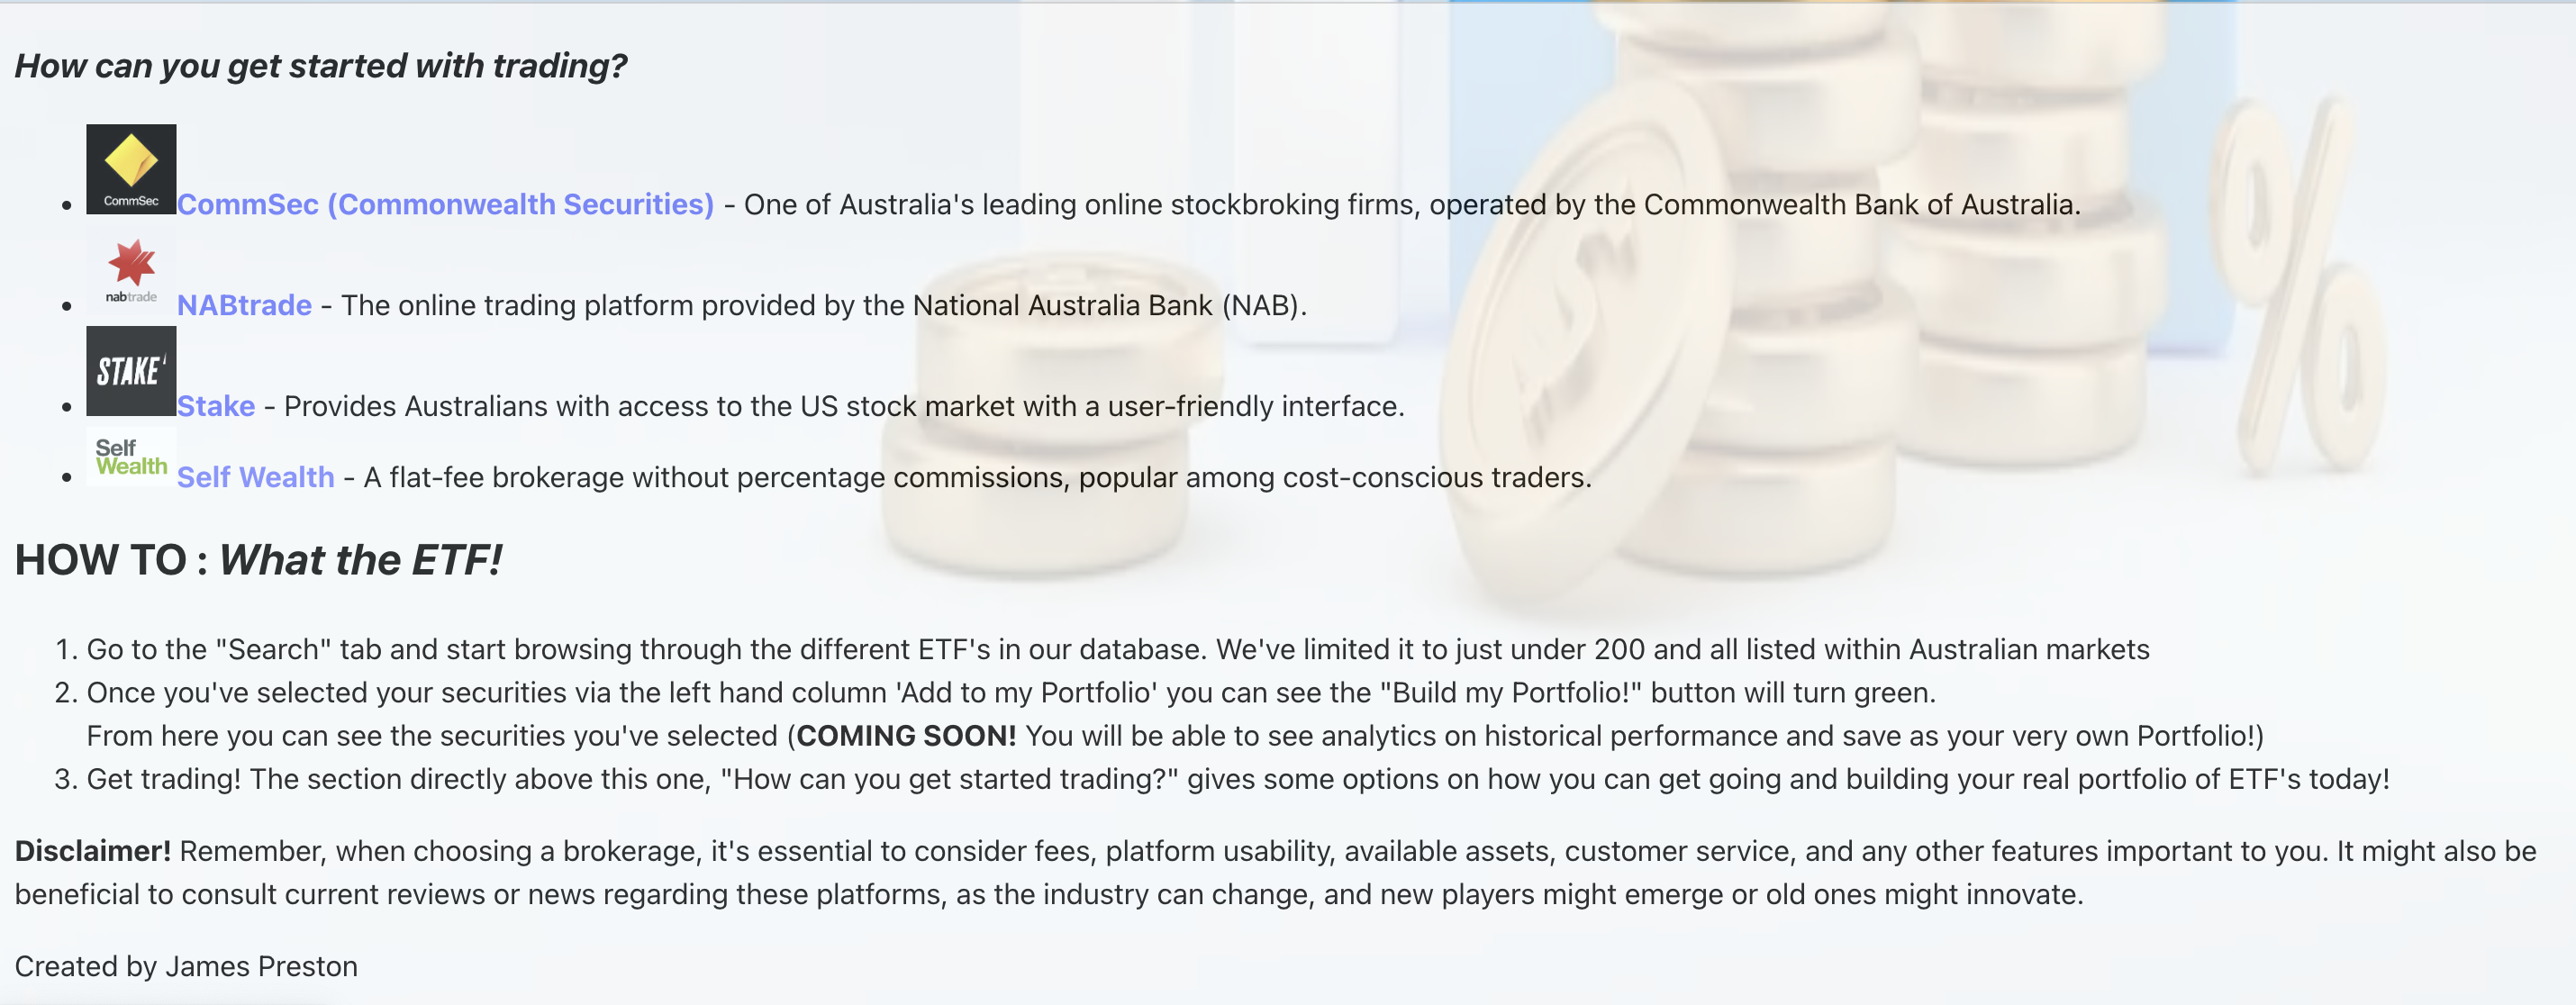 How can you get started with trading?
CommSec
CommSec (Commonwealth Securities) - One of Australia's leading online stockbroking firms, operated by the Commonwealth Bank of Australia.
nabtrade
NABtrade - The online trading platform provided by the National Australia Bank (NAB).
STAKE
Stake - Provides Australians with access to the US stock market with a user-friendly interface.
Self
Wealth
Self Wealth - A flat-fee brokerage without percentage commissions, popular among cost-conscious traders.
HOW TO : What the ETF!
1. Go to the "Search" tab and start browsing through the different ETF's in our database. We've limited it to just under 200 and all listed within Australian markets
2. Once you've selected your securities via the left hand column 'Add to my Portfolio' you can see the "Build my Portfolio!" button will turn green.
From here you can see the securities you've selected (COMING SOON! You will be able to see analytics on historical performance and save as your very own Portfolio!)
3. Get trading! The section directly above this one, "How can you get started trading?" gives some options on how you can get going and building your real portfolio of ETF's today!
Disclaimer! Remember, when choosing a brokerage, it's essential to consider fees, platform usability, available assets, customer service, and any other features important to you. It might also be
beneficial to consult current reviews or news regarding these platforms, as the industry can change, and new players might emerge or old ones might innovate.
Created by James Preston